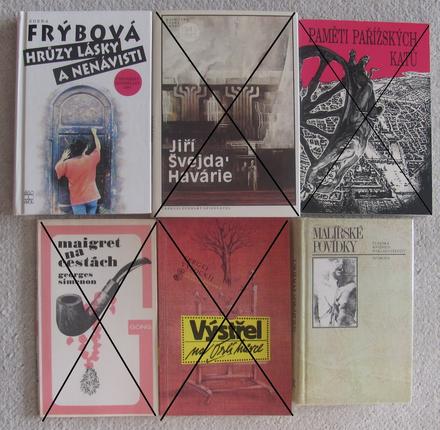 ZDENA
FRÝBOVÁ
HRŮZY LÁSKY
A NENÁVISTI
Jiří
Švejda
Havárie
PAMĚTI PAŘÍŽSKÝCH
KATŮ
maigret
na
cestách
georges
simenon
GONG
Výstřel
na
MALÍŘSKÉ
POVÍDKY